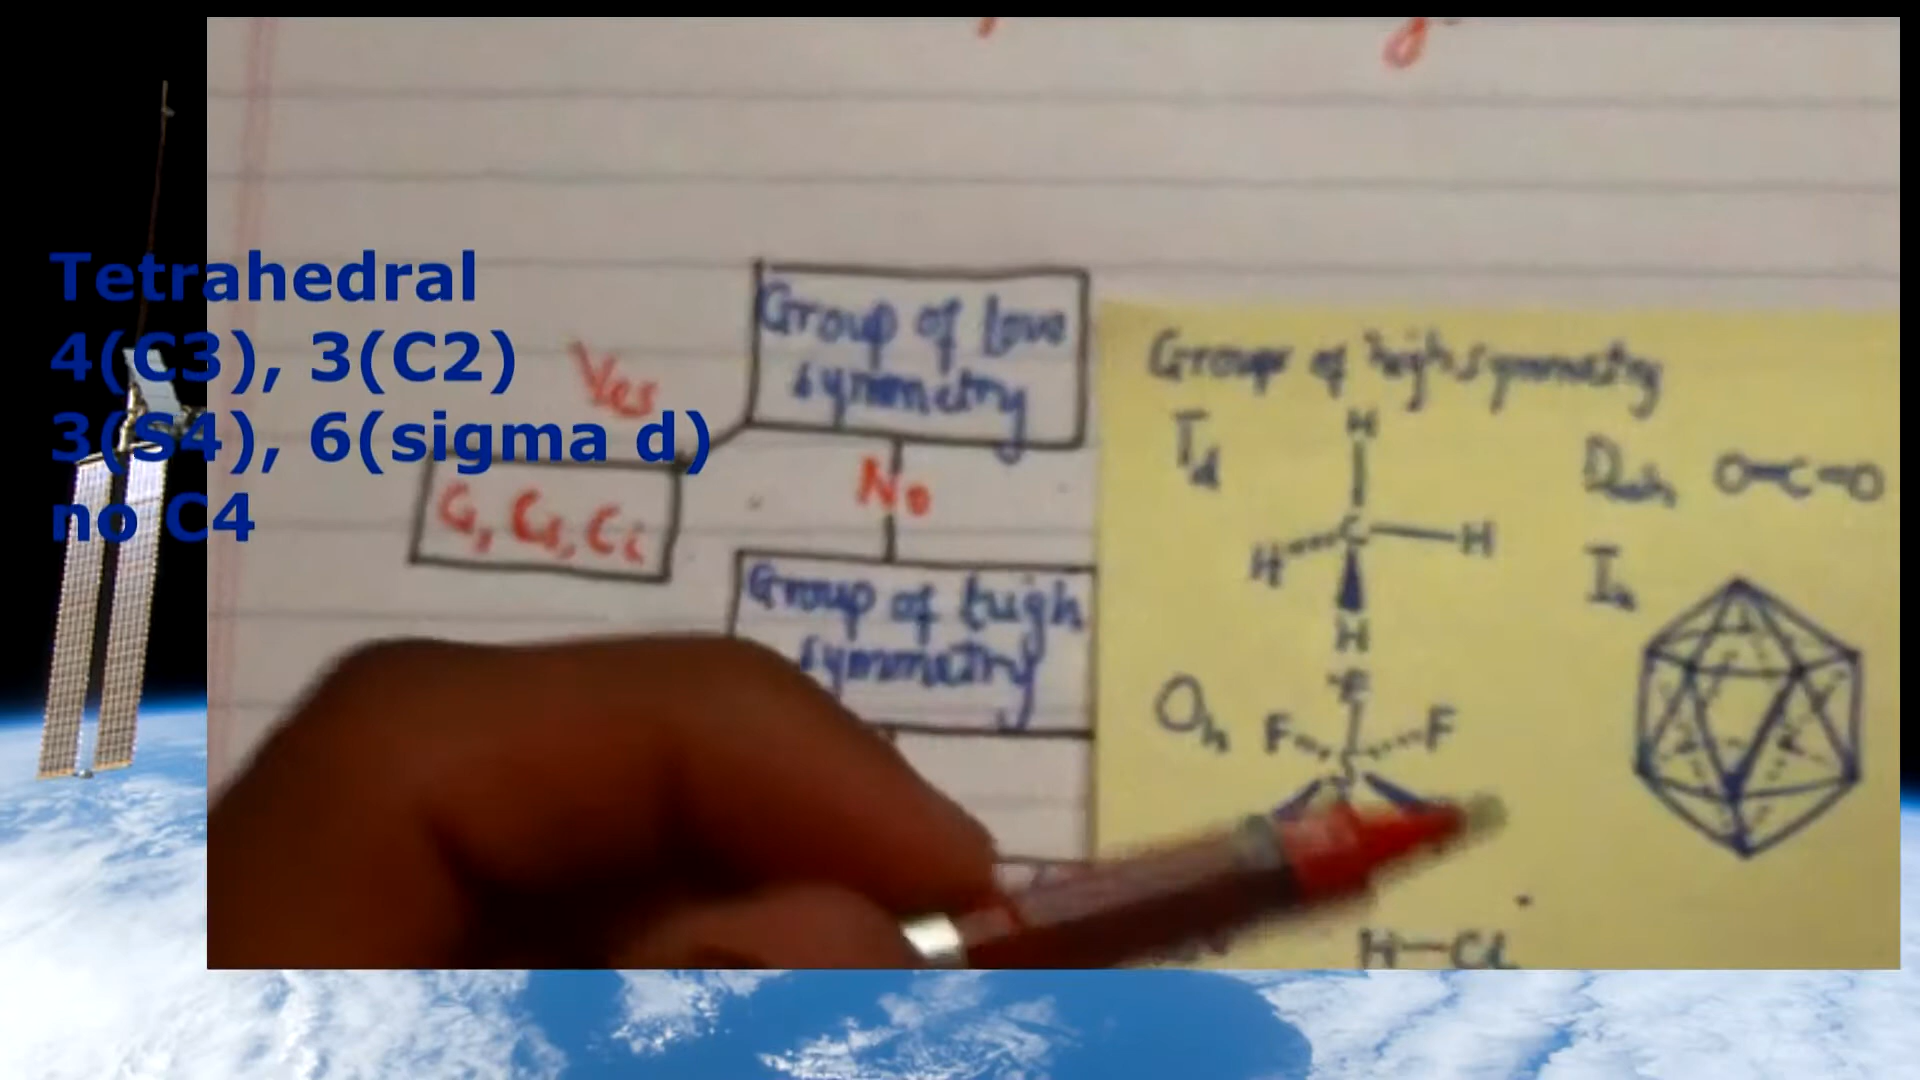 Tetrahedral
4(C3), 3(C2)
3(S4), 6(sigma d)
no C4
Group of low
symmetry
Yes
No
C₁, Cs, Ci
Group of high
symmetry
Group of high symmetry
Td
H
C
H
H
H
D∞h
O=C=O
Ih
Oh
F
F
F
H—Cl